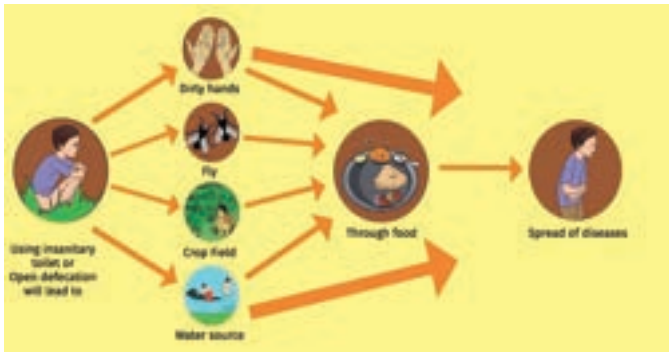 Dirty hands
Fly
Crop Field
Water source
Using insanitary
toilet or
Open defecation
will lead to
Through food
Spread of diseases